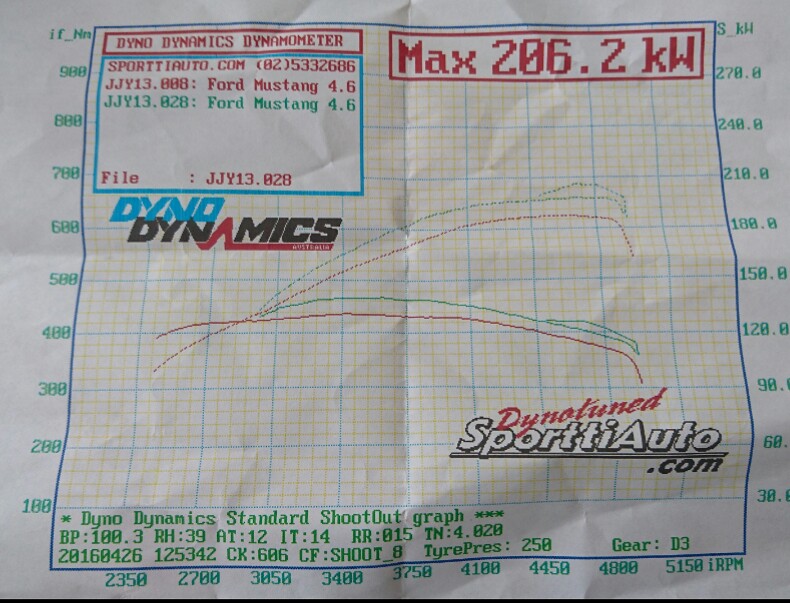 if_Nm
S_kW
DYNO DYNAMICS DYNAMOMETER
SPORTTIAUTO.COM (02)5332686
JJY13.008: Ford Mustang 4.6
JJY13.028: Ford Mustang 4.6
File : JJY13.028
Max 206.2 kW
900
800
700
600
500
400
300
200
100
270.0
240.0
210.0
180.0
150.0
120.0
90.
60.
30.
DYNO
DYNAMICS
AUSTRALIA
Dynotuned
SporttiAuto
.com
* Dyno Dynamics Standard ShootOut graph ***
BP:100.3 RH:39 AT:12 IT:14 RR:015 TN:4.020
20160426 125342 CK:606 CF:SHOOT_8 TyrePres: 250 Gear: D3
2350 2700 3050 3400 3750 4100 4450 4800 5150 iRPM